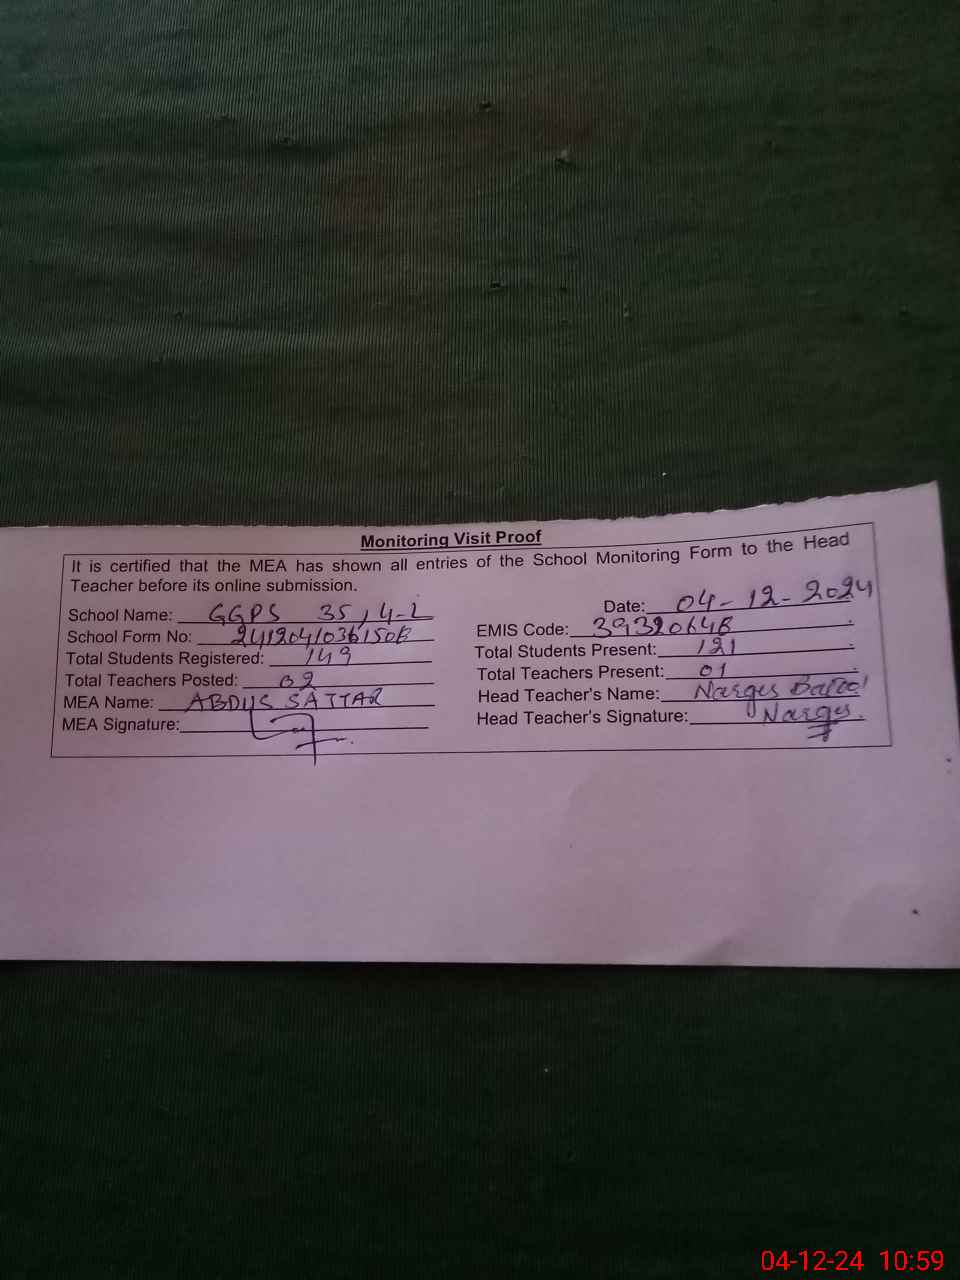 Monitoring Visit Proof
It is certified that the MEA has shown all entries of the School Monitoring Form to the Head
Teacher before its online submission.
School Name: GGPS 35/4-L Date: 04-12-2024
School Form No: EMIS Code: 39320648
Total Students Registered: 149 Total Students Present: 121
Total Teachers Posted: 02 Total Teachers Present: 01
MEA Name: ABDUS SATTAR Head Teacher's Name: Narges
MEA Signature: Head Teacher's Signature: Narges
04-12-24 10:59